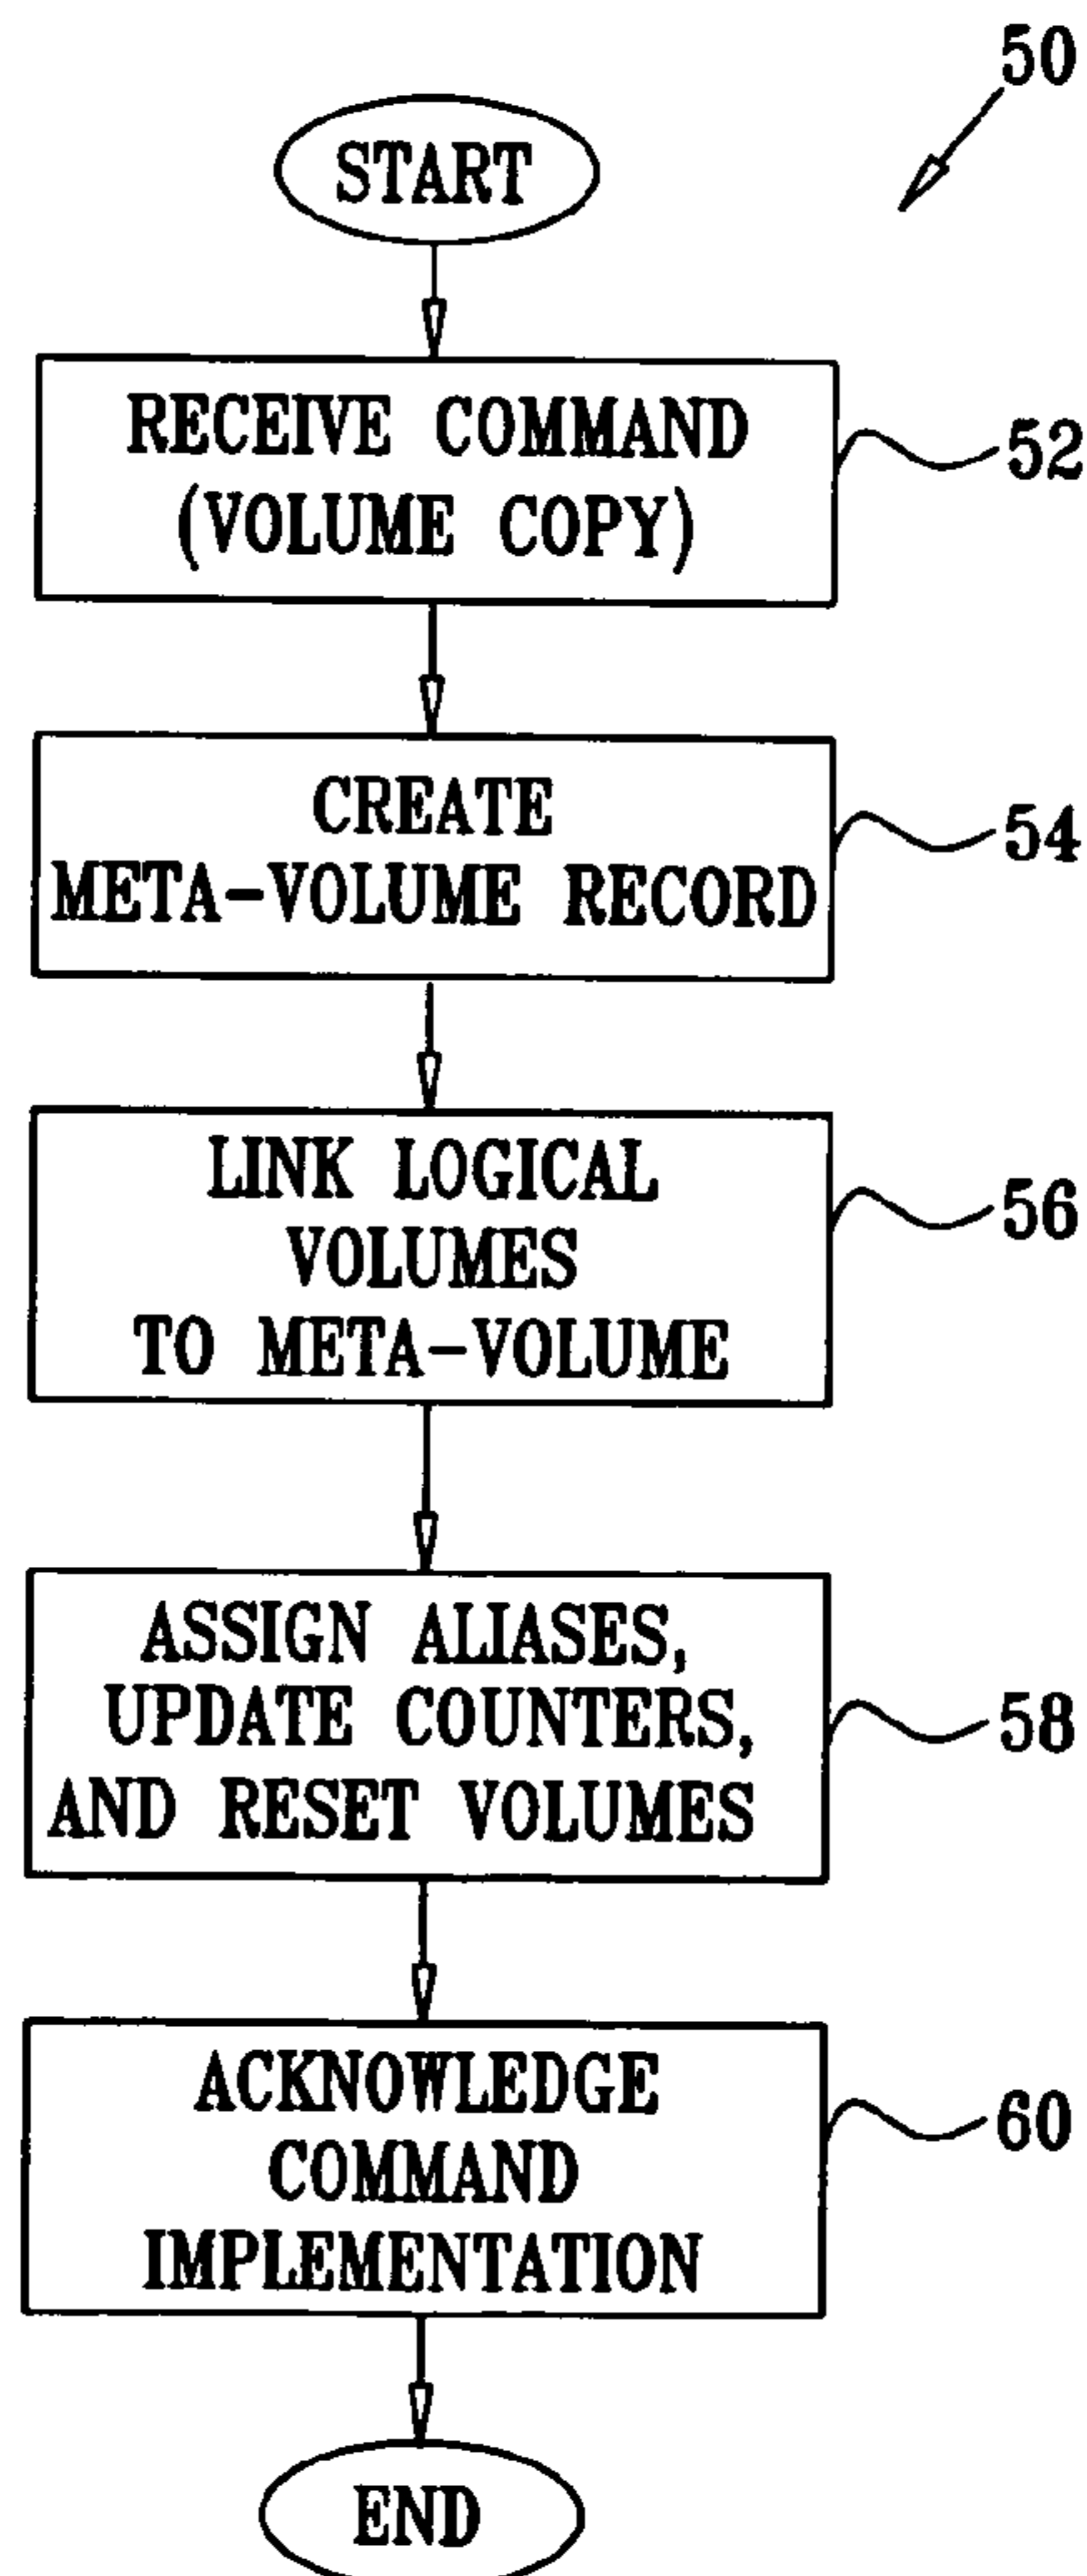 50
START
RECEIVE COMMAND
(VOLUME COPY)
52
CREATE
META-VOLUME RECORD
54
LINK LOGICAL
VOLUMES
TO META-VOLUME
56
ASSIGN ALIASES,
UPDATE COUNTERS,
AND RESET VOLUMES
58
ACKNOWLEDGE
COMMAND
IMPLEMENTATION
60
END